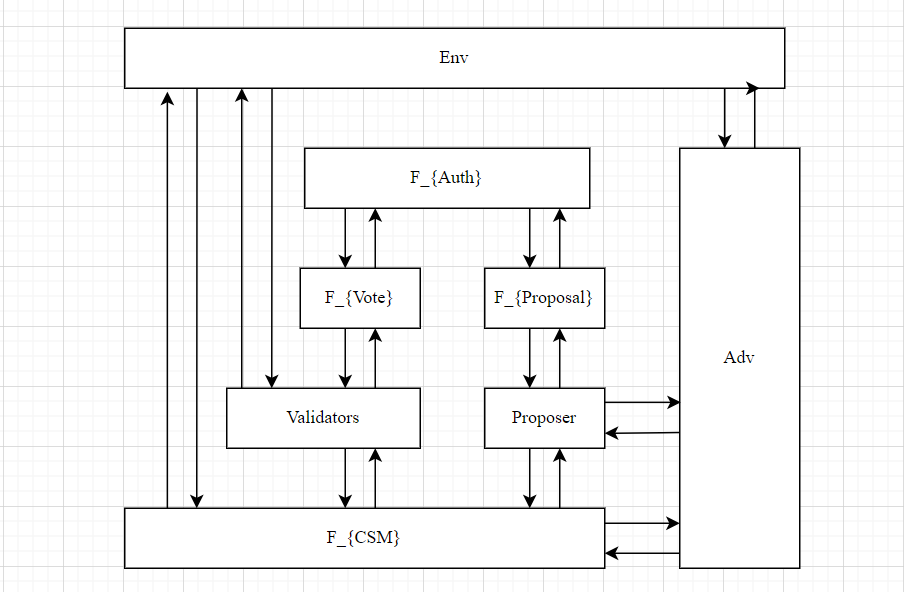 Env
F_{Auth}
F_{Vote}
F_{Proposal}
Adv
Validators
Proposer
F_{CSM}